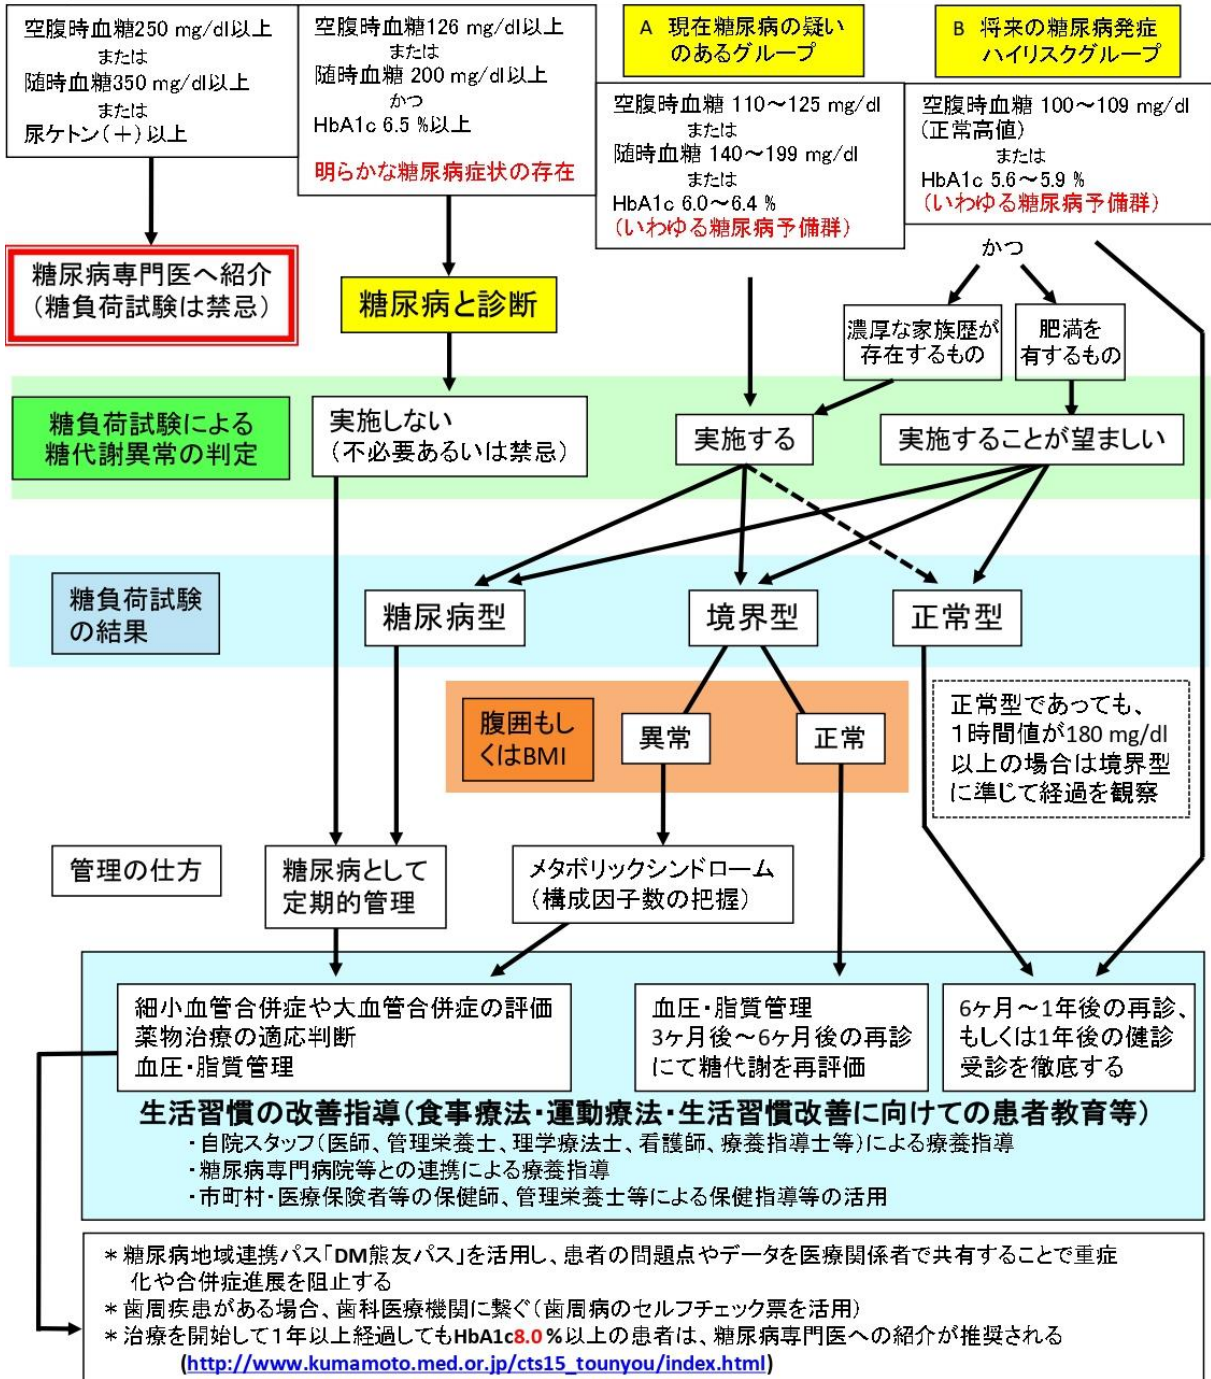 空腹時血糖250 mg/dl以上
または
随時血糖350 mg/dl以上
または
尿ケトン(+)以上
空腹時血糖126 mg/dl以上
または
随時血糖 200 mg/dl以上
かつ
HbA1c 6.5 %以上
明らかな糖尿病症状の存在
A 現在糖尿病の疑い
のあるグループ
空腹時血糖 110～125 mg/dl
または
随時血糖 140～199 mg/dl
または
HbA1c 6.0～6.4 %
(いわゆる糖尿病予備群)
B 将来の糖尿病発症
ハイリスクグループ
空腹時血糖 100～109 mg/dl
(正常高値)
または
HbA1c 5.6～5.9 %
(いわゆる糖尿病予備群)
かつ
糖尿病専門医へ紹介
(糖負荷試験は禁忌)
糖尿病と診断
濃厚な家族歴が
存在するもの
肥満を
有するもの
糖負荷試験による
糖代謝異常の判定
実施しない
(不必要あるいは禁忌)
実施する
実施することが望ましい
糖負荷試験
の結果
糖尿病型
境界型
正常型
腹囲もし
くはBMI
異常
正常
正常型であっても、
1時間値が180 mg/dl
以上の場合は境界型
に準じて経過を観察
管理の仕方
糖尿病として
定期的管理
メタボリックシンドローム
(構成因子数の把握)
細小血管合併症や大血管合併症の評価
薬物治療の適応判断
血圧・脂質管理
血圧・脂質管理
3ヶ月後～6ヶ月後の再診
にて糖代謝を再評価
6ヶ月～1年後の再診、
もしくは1年後の健診
受診を徹底する
生活習慣の改善指導(食事療法・運動療法・生活習慣改善に向けての患者教育等)
・自院スタッフ(医師、管理栄養士、理学療法士、看護師、療養指導士等)による療養指導
・糖尿病専門病院等との連携による療養指導
・市町村・医療保険者等の保健師、管理栄養士等による保健指導等の活用
＊糖尿病地域連携パス「DM熊友パス」を活用し、患者の問題点やデータを医療関係者で共有することで重症
化や合併症進展を阻止する
＊歯周疾患がある場合、歯科医療機関に繋ぐ(歯周病のセルフチェック票を活用)
＊治療を開始して1年以上経過してもHbA1c8.0%以上の患者は、糖尿病専門医への紹介が推奨される
(http://www.kumamoto.med.or.jp/cts15_tounyou/index.html)